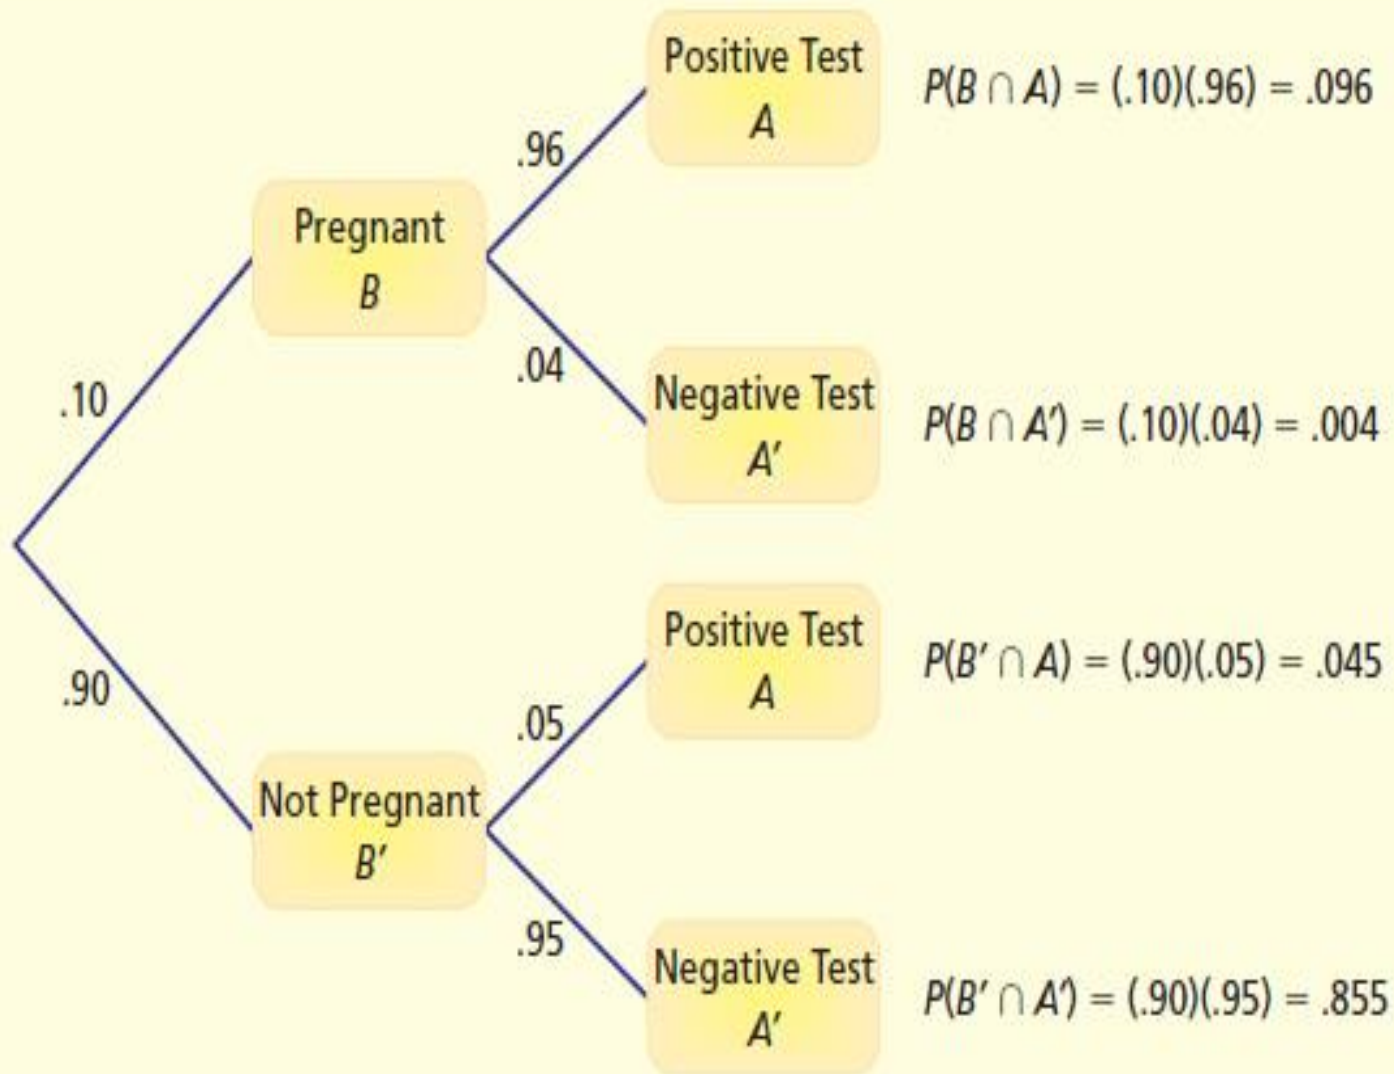 Positive Test
A
P(B ∩ A) = (.10)(.96) = .096
.96
Pregnant
B
.04
Negative Test
A′
P(B ∩ A′) = (.10)(.04) = .004
.10
.90
Positive Test
A
P(B′ ∩ A) = (.90)(.05) = .045
.05
Not Pregnant
B′
.95
Negative Test
A′
P(B′ ∩ A′) = (.90)(.95) = .855